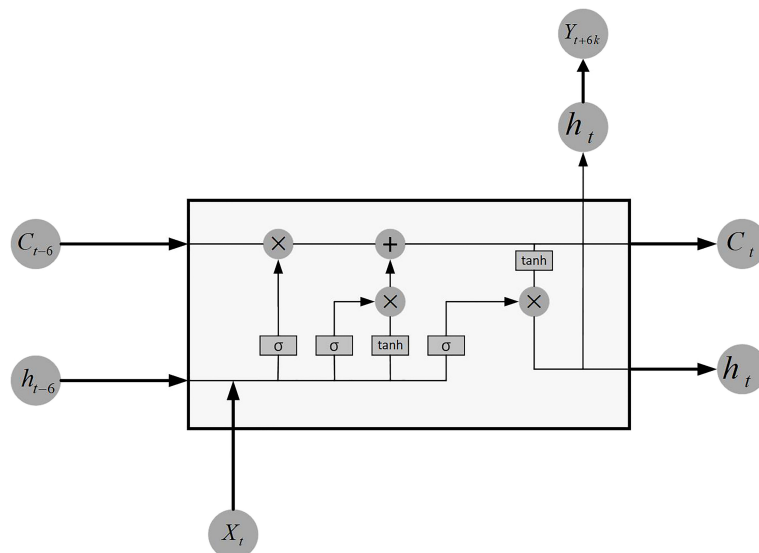 Y_{t+6k}
h_t
C_{t-6}
×
+
C_t
tanh
×
×
σ
σ
tanh
σ
h_{t-6}
h_t
X_t